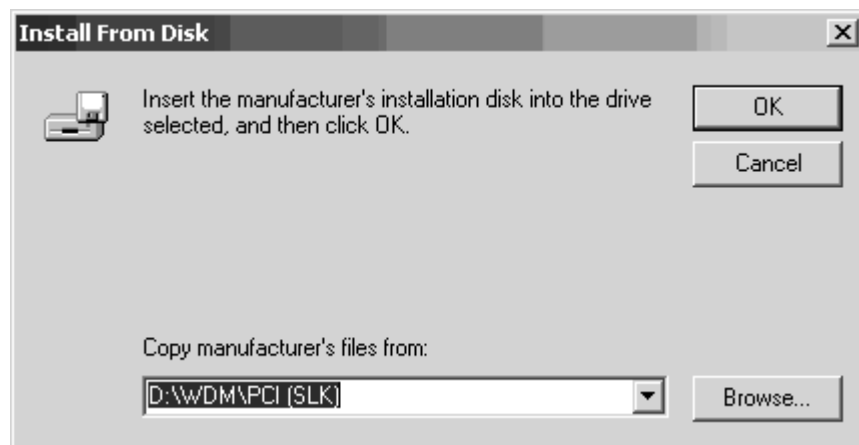 Install From Disk
Insert the manufacturer's installation disk into the drive
selected, and then click OK.
OK
Cancel
Copy manufacturer's files from:
D:\WDM\PCI (SLK)
Browse...